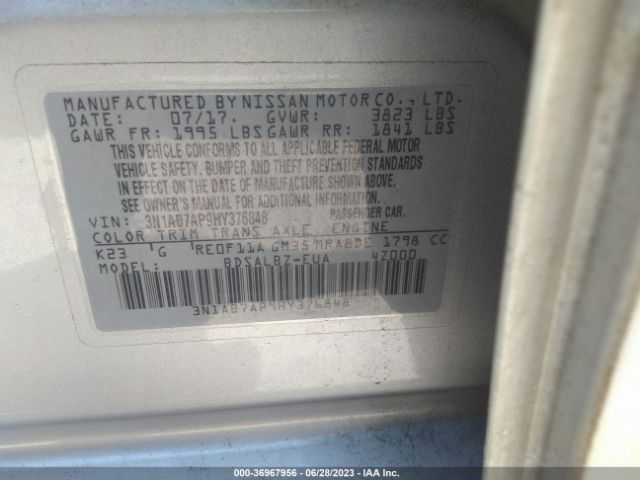 MANUFACTURED BY NISSAN MOTOR CO., LTD.
DATE: 07/17. GVWR: 3823 LBS
GAWR FR: 1995 LBS GAWR RR: 1841 LBS
THIS VEHICLE CONFORMS TO ALL APPLICABLE FEDERAL MOTOR
VEHICLE SAFETY, BUMPER AND THEFT PREVENTION STANDARDS
IN EFFECT ON THE DATE OF MANUFACTURE SHOWN ABOVE.
SEE OWNER'S MANUAL FOR ADDITIONAL INFORMATION.
VIN: 3N1AB7AP9HY376848 PASSENGER CAR.
COLOR TRIM TRANS AXLE ENGINE
K23 G RE0F11A GM35 MRA8DE 1798 CC
MODEL: BDSALBZ-EUA 4Z000
3N1AB7AP9HY376848
000-36967956 | 06/28/2023 | IAA Inc.